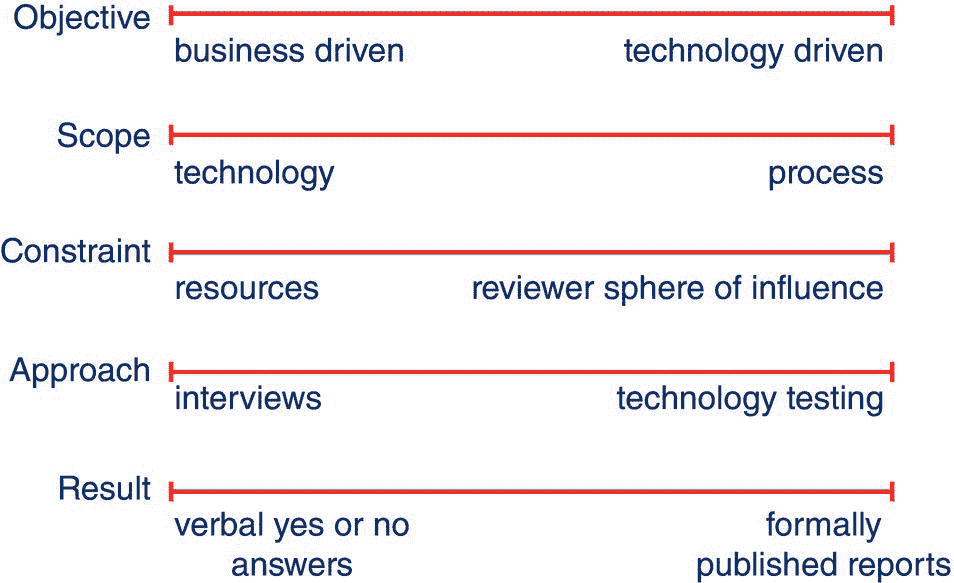 Objective
business driven technology driven
Scope
technology process
Constraint
resources reviewer sphere of influence
Approach
interviews technology testing
Result
verbal yes or no formally
answers published reports